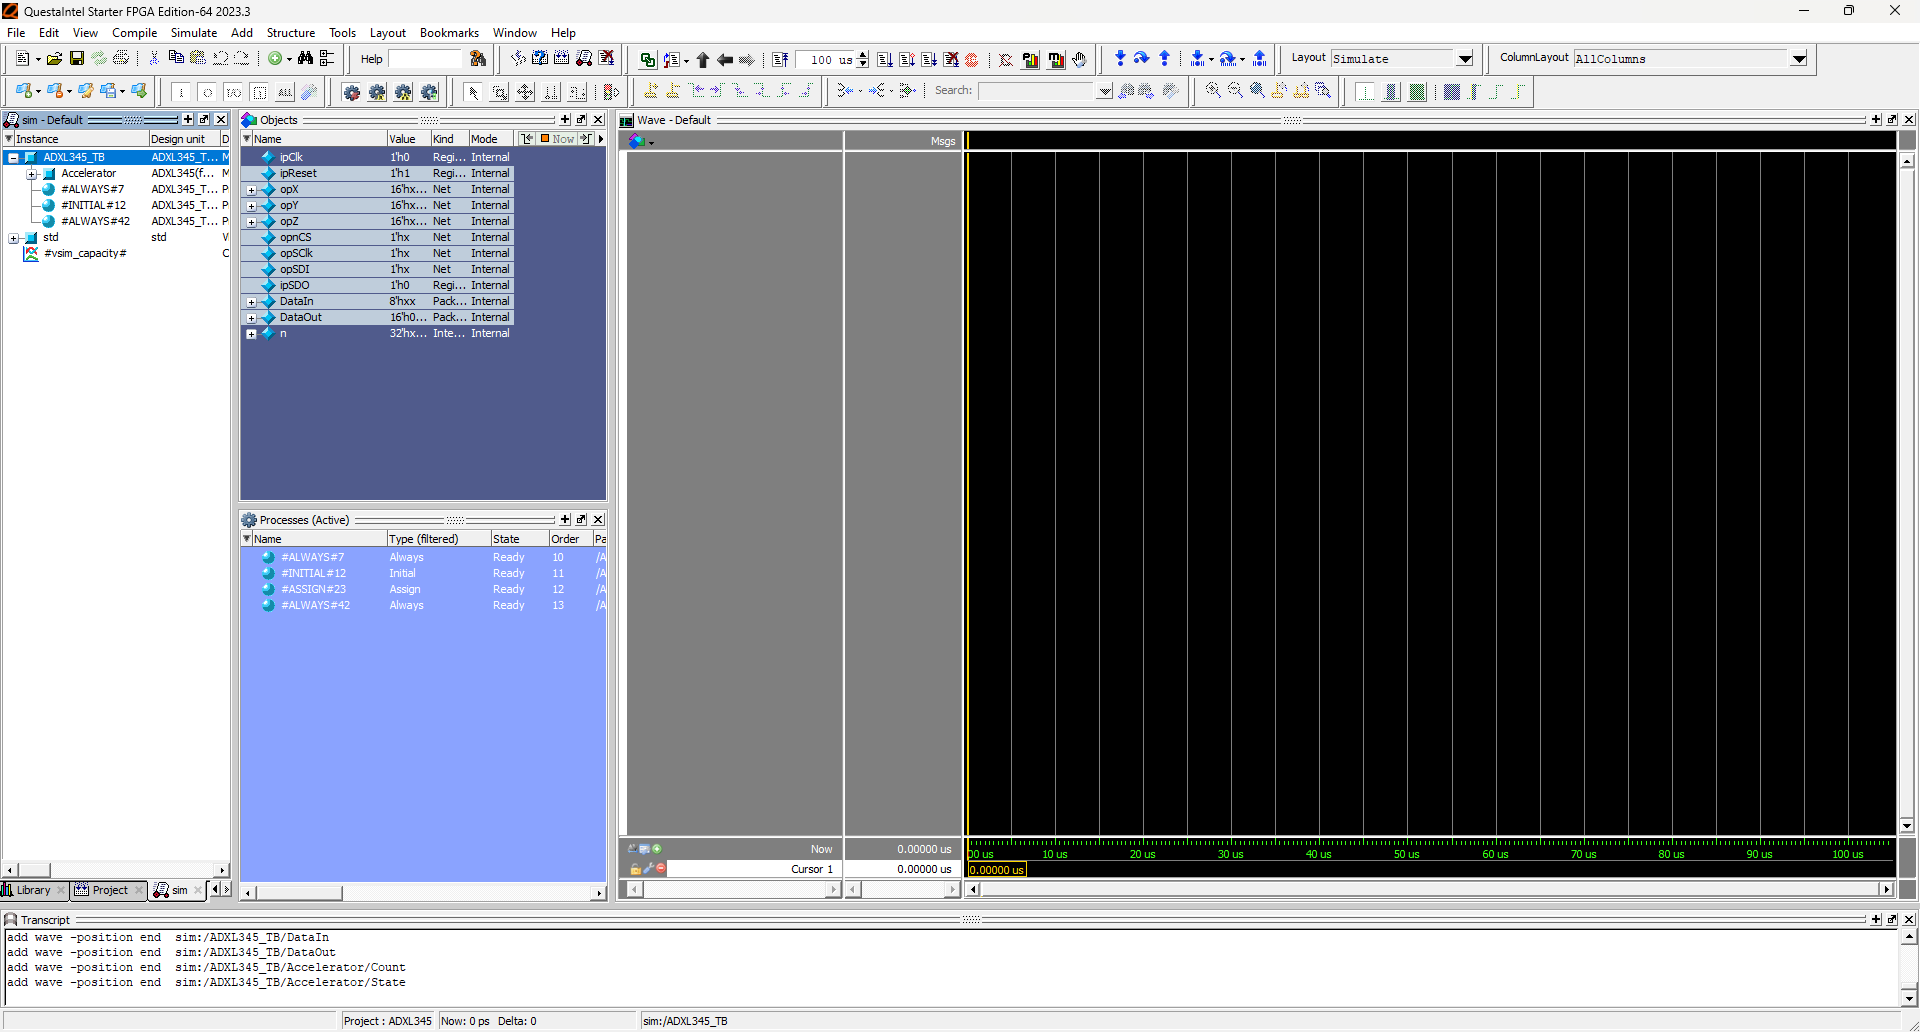 QuestaIntel Starter FPGA Edition-64 2023.3
File Edit View Compile Simulate Add Structure Tools Layout Bookmarks Window Help
Help 100 us Layout Simulate ColumnLayout AllColumns
Search:
sim - Default
Instance Design unit D
ADXL345_TB ADXL345_T... M
Accelerator ADXL345(f... M
#ALWAYS#7 ADXL345_T... P
#INITIAL#12 ADXL345_T... P
#ALWAYS#42 ADXL345_T... P
std std V
#vsim_capacity# C
Library Project sim
Objects
Name Value Kind Mode Now
ipClk 1'h0 Regi... Internal
ipReset 1'h1 Regi... Internal
opX 16'hx... Net Internal
opY 16'hx... Net Internal
opZ 16'hx... Net Internal
opnCS 1'hx Net Internal
opSClk 1'hx Net Internal
opSDI 1'hx Net Internal
ipSDO 1'h0 Regi... Internal
DataIn 8'hxx Pack... Internal
DataOut 16'h0... Pack... Internal
n 32'hx... Inte... Internal
Processes (Active)
Name Type (filtered) State Order Pa
#ALWAYS#7 Always Ready 10 /A
#INITIAL#12 Initial Ready 11 /A
#ASSIGN#23 Assign Ready 12 /A
#ALWAYS#42 Always Ready 13 /A
Wave - Default
Msgs
Now 0.00000 us
00 us 10 us 20 us 30 us 40 us 50 us 60 us 70 us 80 us 90 us 100 us
Cursor 1 0.00000 us 0.00000 us
Transcript
add wave -position end sim:/ADXL345_TB/DataIn
add wave -position end sim:/ADXL345_TB/DataOut
add wave -position end sim:/ADXL345_TB/Accelerator/Count
add wave -position end sim:/ADXL345_TB/Accelerator/State
Project : ADXL345 Now: 0 ps Delta: 0 sim:/ADXL345_TB